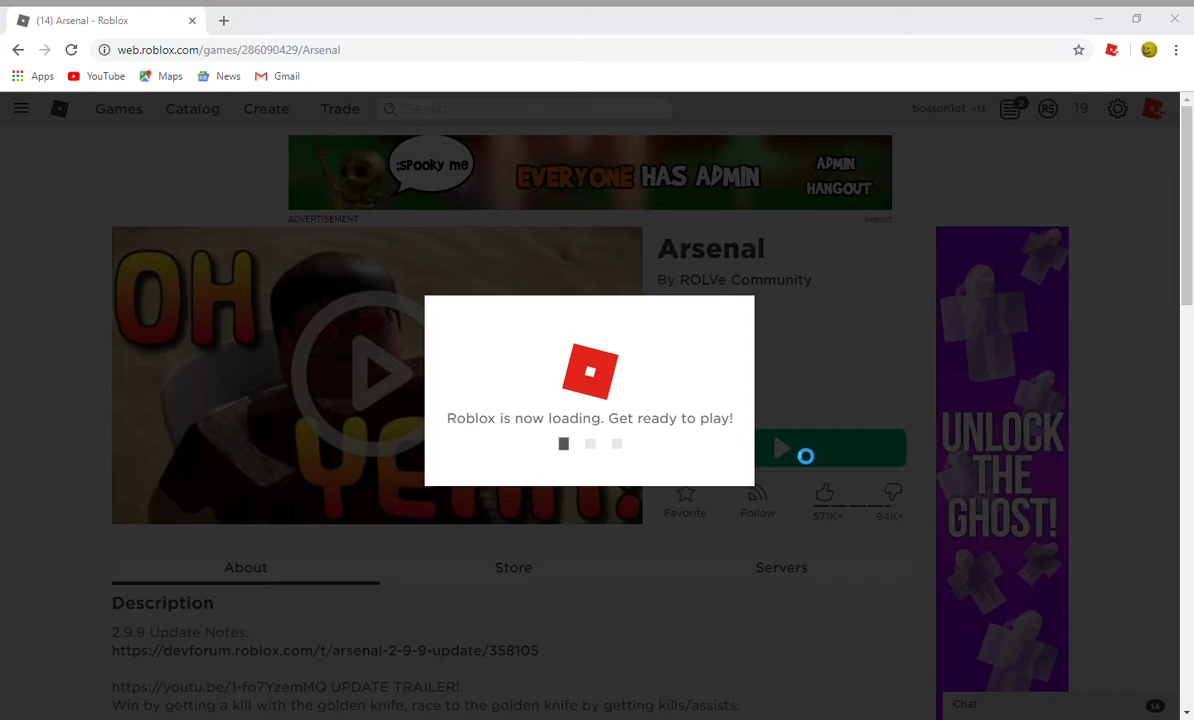 (14) Arsenal - Roblox
web.roblox.com/games/286090429/Arsenal
Apps YouTube Maps News Gmail
Games Catalog Create Trade Search 2 R$ 19
;spooky me EVERYONE HAS ADMIN ADMIN HANGOUT
ADVERTISEMENT Report
OH YEAH!
Arsenal
By ROLVe Community
Roblox is now loading. Get ready to play!
Favorite Follow 571K+ 94K+
UNLOCK
THE
GHOST!
About Store Servers
Description
2.9.9 Update Notes:
https://devforum.roblox.com/t/arsenal-2-9-9-update/358105
https://youtu.be/1-fo7YzemMQ UPDATE TRAILER!
Win by getting a kill with the golden knife, race to the golden knife by getting kills/assists.
Chat 14